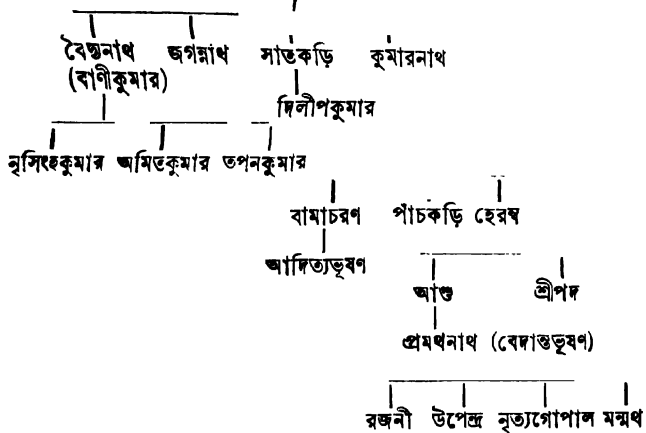 বৈদ্যনাথ জগন্নাথ সাতকড়ি কুমারনাথ
(বাণীকুমার)
দিলীপকুমার
নৃসিংহকুমার অমিতকুমার তপনকুমার
বামাচরণ পাঁচকড়ি হেরম্ব
আদিত্যভূষণ
আশু শ্রীপদ
প্রমথনাথ (বেদান্তভূষণ)
রজনী উপেন্দ্র নৃত্যগোপাল মন্মথ